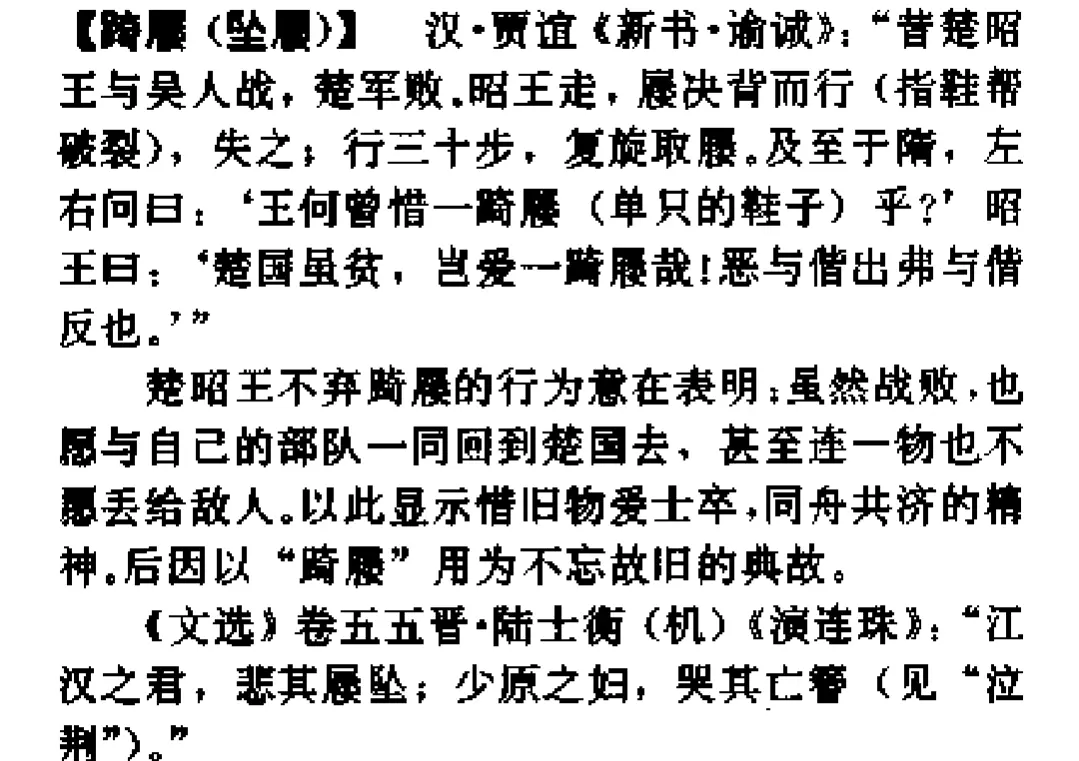 【踦屦（坠屦）】　汉·贾谊《新书·谕诚》：“昔楚昭
王与吴人战，楚军败。昭王走，屦决背而行（指鞋帮
破裂），失之；行三十步，复旋取屦。及至于隋，左
右问曰：‘王何曾惜一踦屦（单只的鞋子）乎？’昭
王曰：‘楚国虽贫，岂爱一踦屦哉！恶与偕出弗与偕
反也。’”
楚昭王不弃踦屦的行为意在表明：虽然战败，也
愿与自己的部队一同回到楚国去、甚至连一物也不
愿丢给敌人。以此显示惜旧物爱士卒，同舟共济的精
神。后因以“踦屦”用为不忘故旧的典故。
《文选》卷五五晋·陆士衡（机）《演连珠》：“江
汉之君，悲其屦坠；少原之妇，哭其亡簪（见“泣
荆”）。”